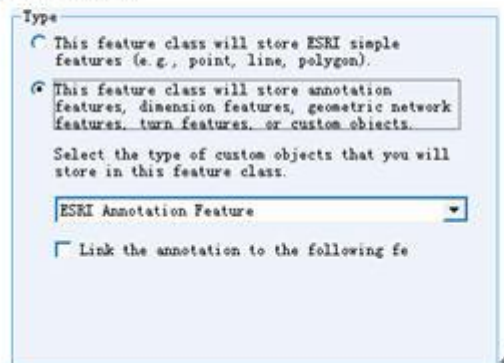 Type
This feature class will store ESRI simple
features (e.g., point, line, polygon).
This feature class will store annotation
features, dimension features, geometric network
features, turn features, or custom objects.
Select the type of custom objects that you will
store in this feature class.
ESRI Annotation Feature
Link the annotation to the following fe